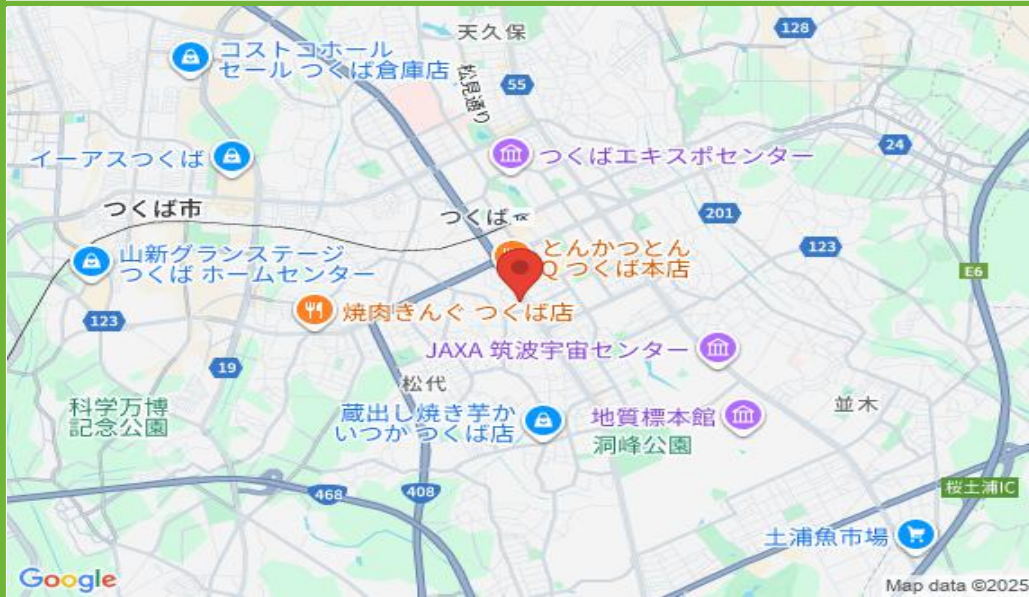 天久保
128
コストコホール
セール つくば倉庫店
松見通り
55
イーアスつくば
つくばエキスポセンター
24
つくば市
つくば
201
とんかつとん
Q つくば本店
123
山新グランステージ
つくば ホームセンター
E6
焼肉きんぐ つくば店
123
JAXA 筑波宇宙センター
19
松代
科学万博
記念公園
蔵出し焼き芋か
いつか つくば店
地質標本館
洞峰公園
並木
468
408
桜土浦IC
土浦魚市場
Google
Map data ©2025